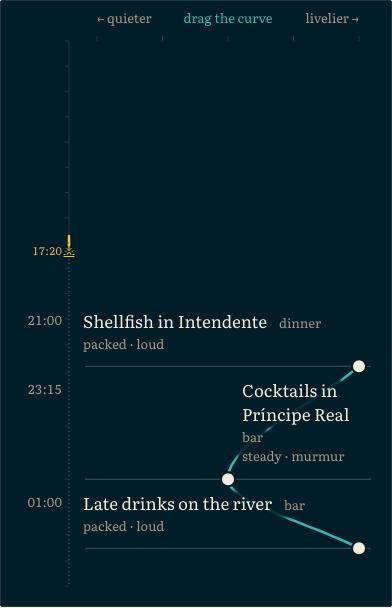 ← quieter drag the curve livelier →
17:20
21:00 Shellfish in Intendente dinner
packed · loud
23:15 Cocktails in
Príncipe Real
bar
steady · murmur
01:00 Late drinks on the river bar
packed · loud